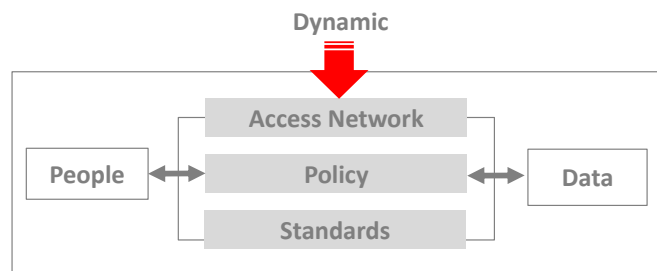 Dynamic
Access Network
People
Policy
Data
Standards